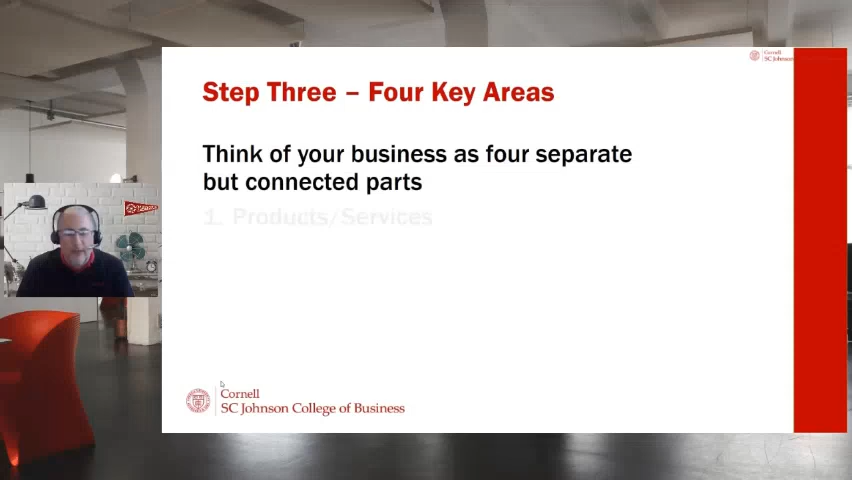 Cornell
SC Johnson
Step Three – Four Key Areas
Think of your business as four separate
but connected parts
1. Products/Services
Cornell
SC Johnson College of Business